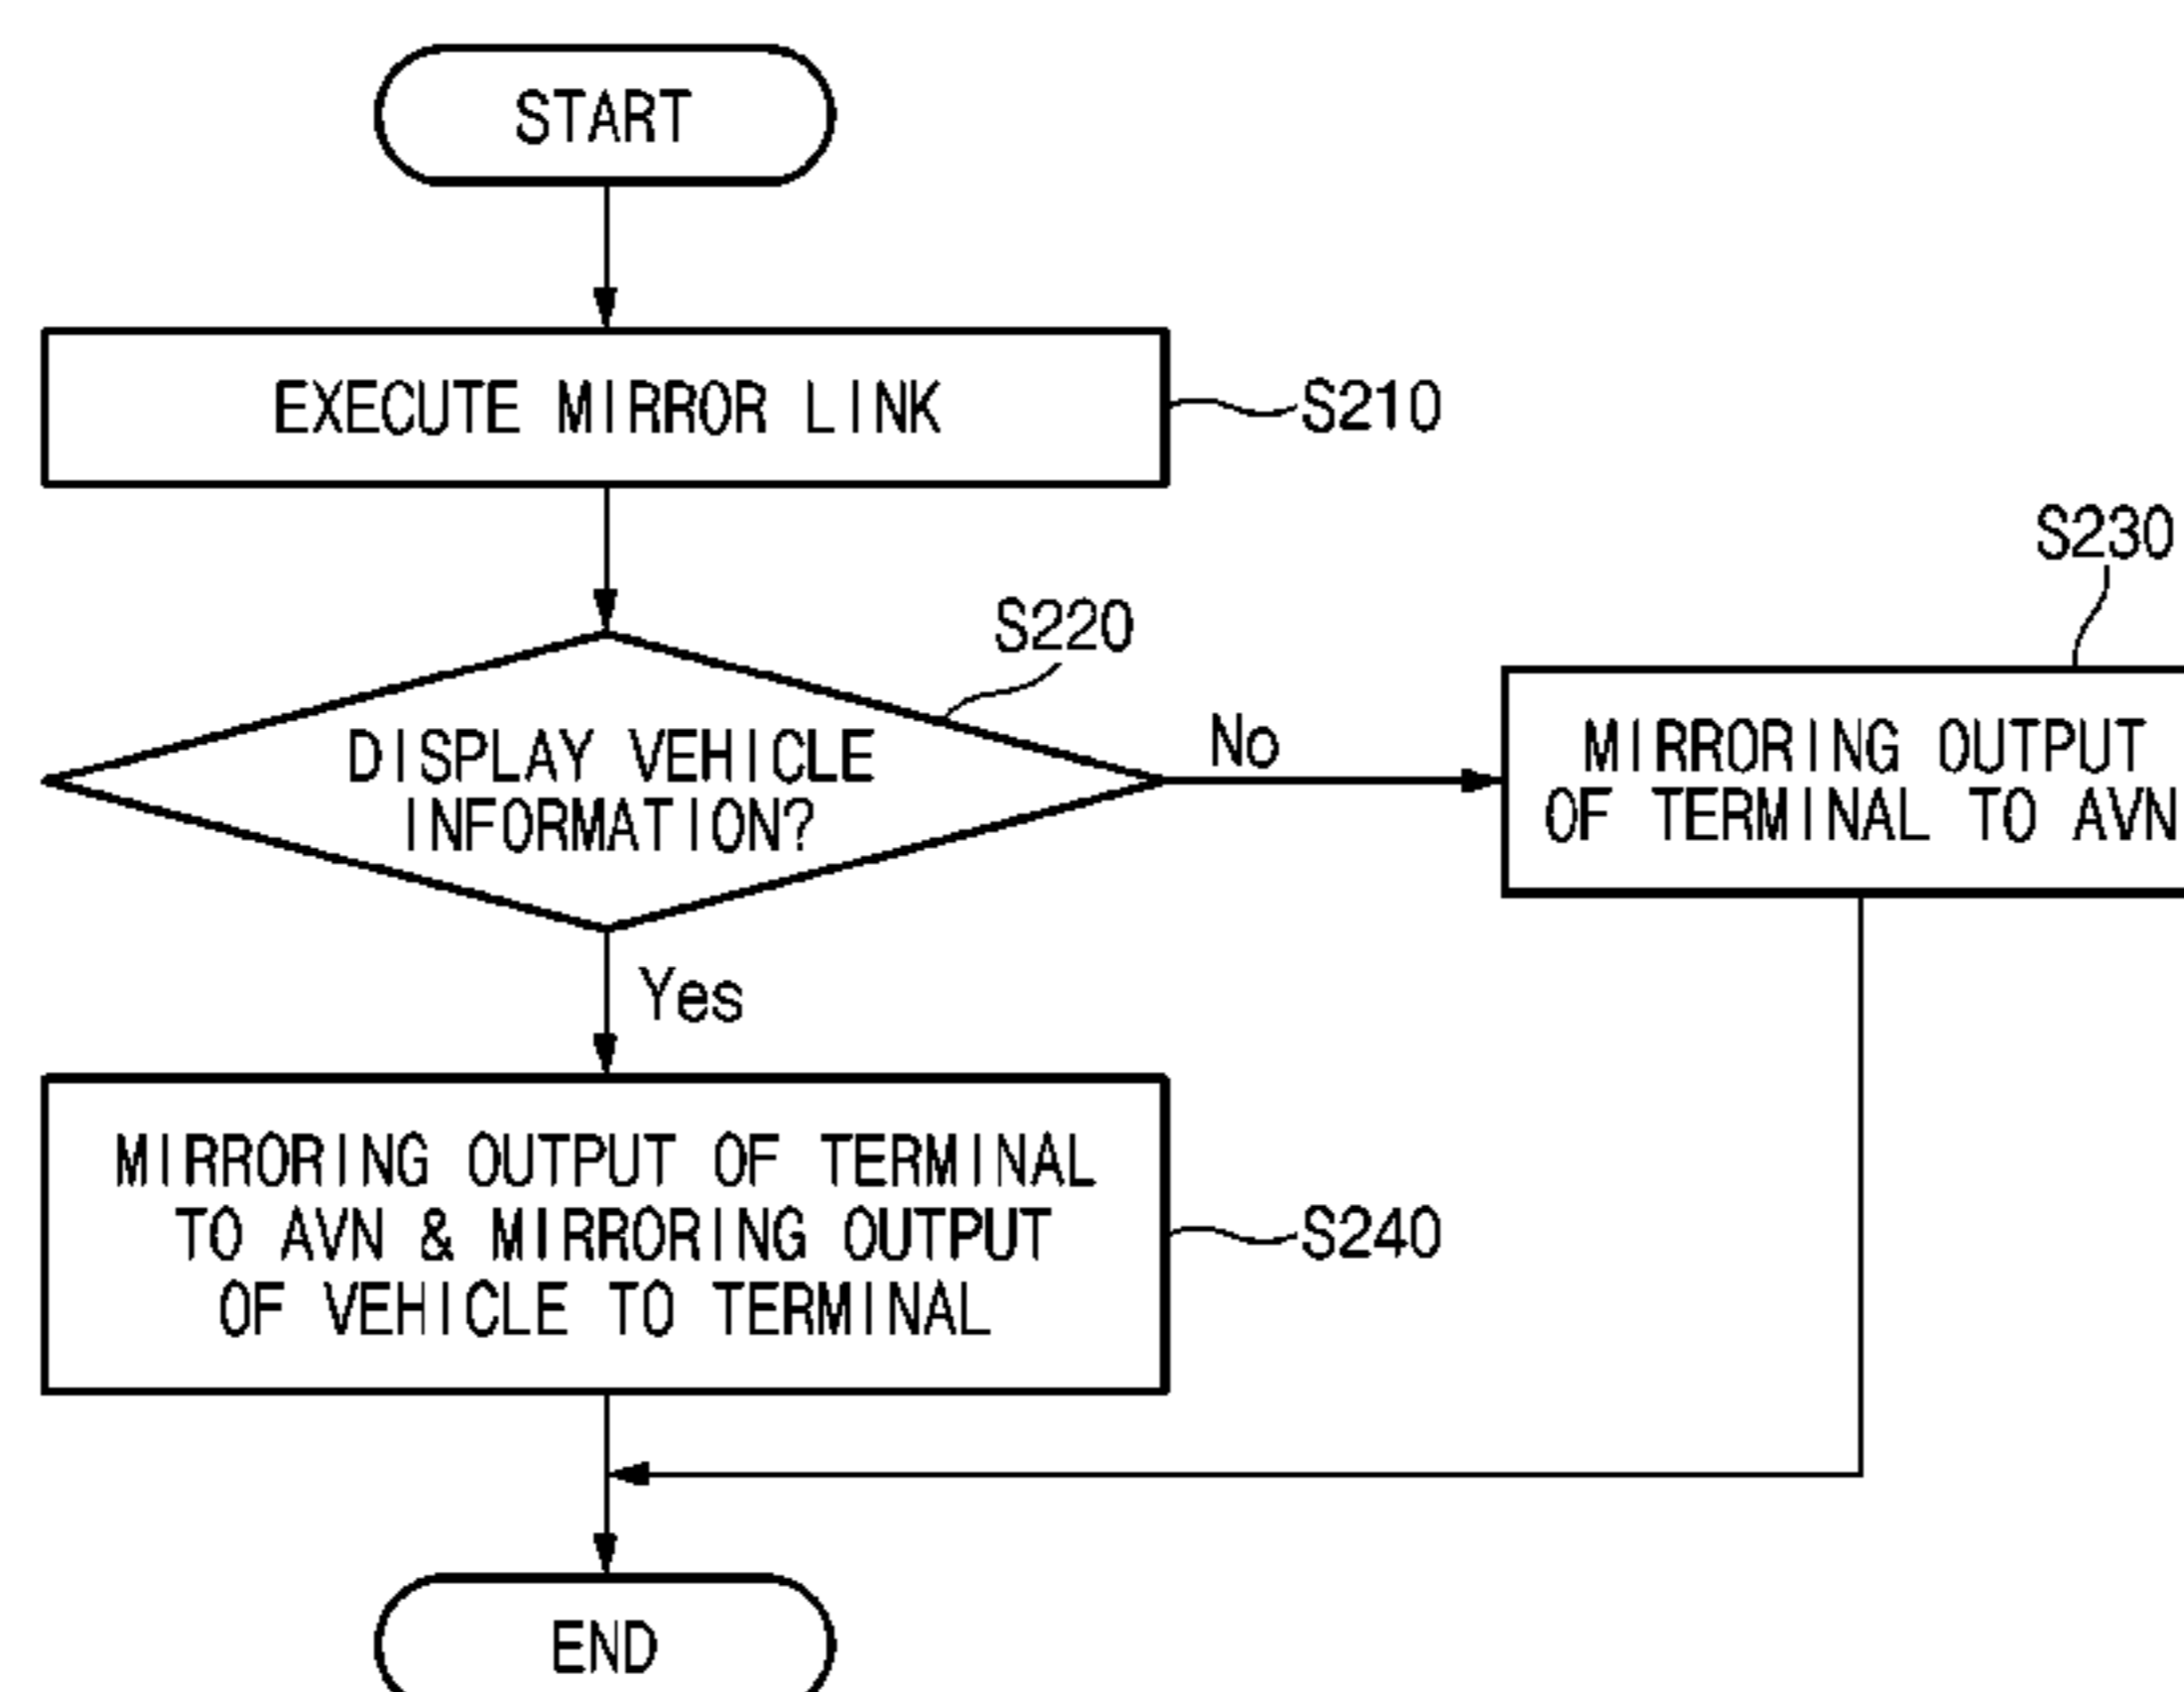 START
EXECUTE MIRROR LINK
S210
S230
S220
DISPLAY VEHICLE
INFORMATION?
No
MIRRORING OUTPUT
OF TERMINAL TO AVN
Yes
MIRRORING OUTPUT OF TERMINAL
TO AVN & MIRRORING OUTPUT
OF VEHICLE TO TERMINAL
S240
END